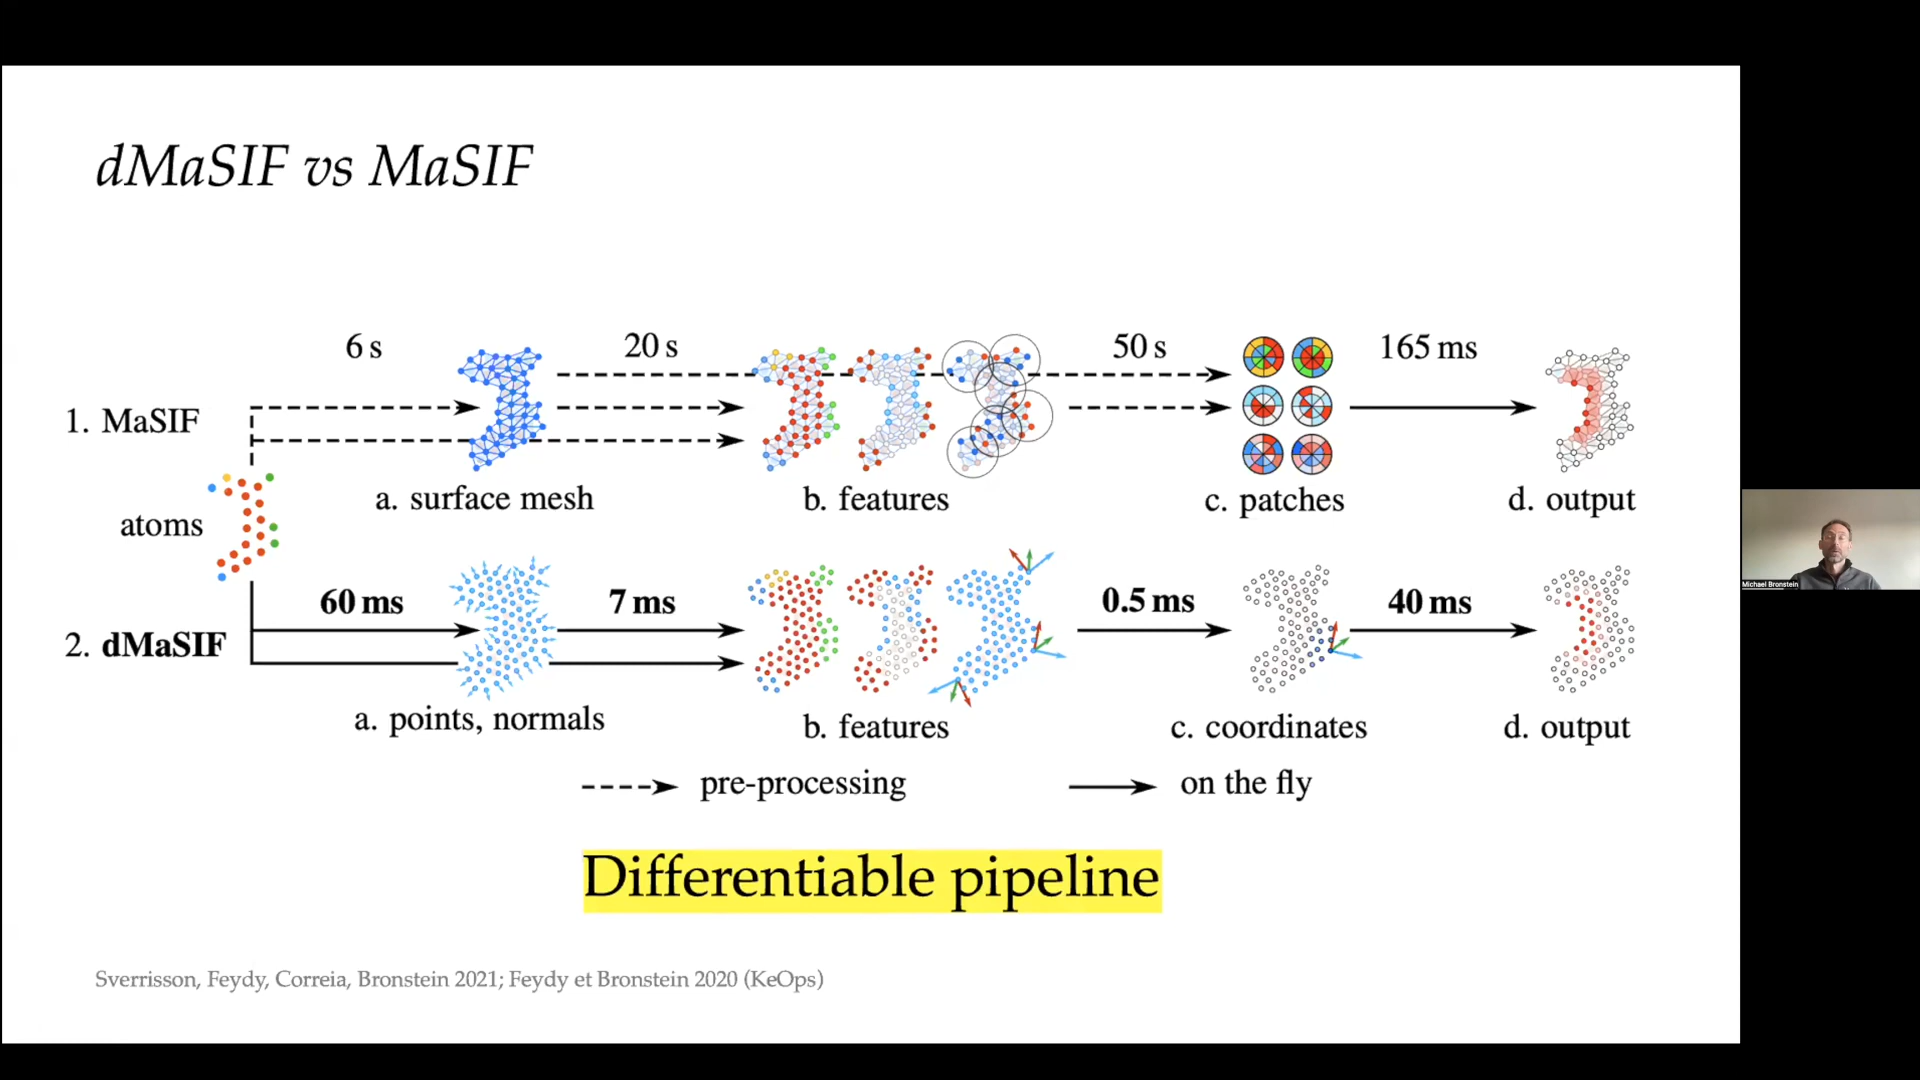 dMaSIF vs MaSIF
6 s
20 s
50 s
165 ms
1. MaSIF
a. surface mesh
b. features
c. patches
d. output
atoms
60 ms
7 ms
0.5 ms
40 ms
2. dMaSIF
a. points, normals
b. features
c. coordinates
d. output
pre-processing
on the fly
Differentiable pipeline
Sverrisson, Feydy, Correia, Bronstein 2021; Feydy et Bronstein 2020 (KeOps)
Michael Bronstein